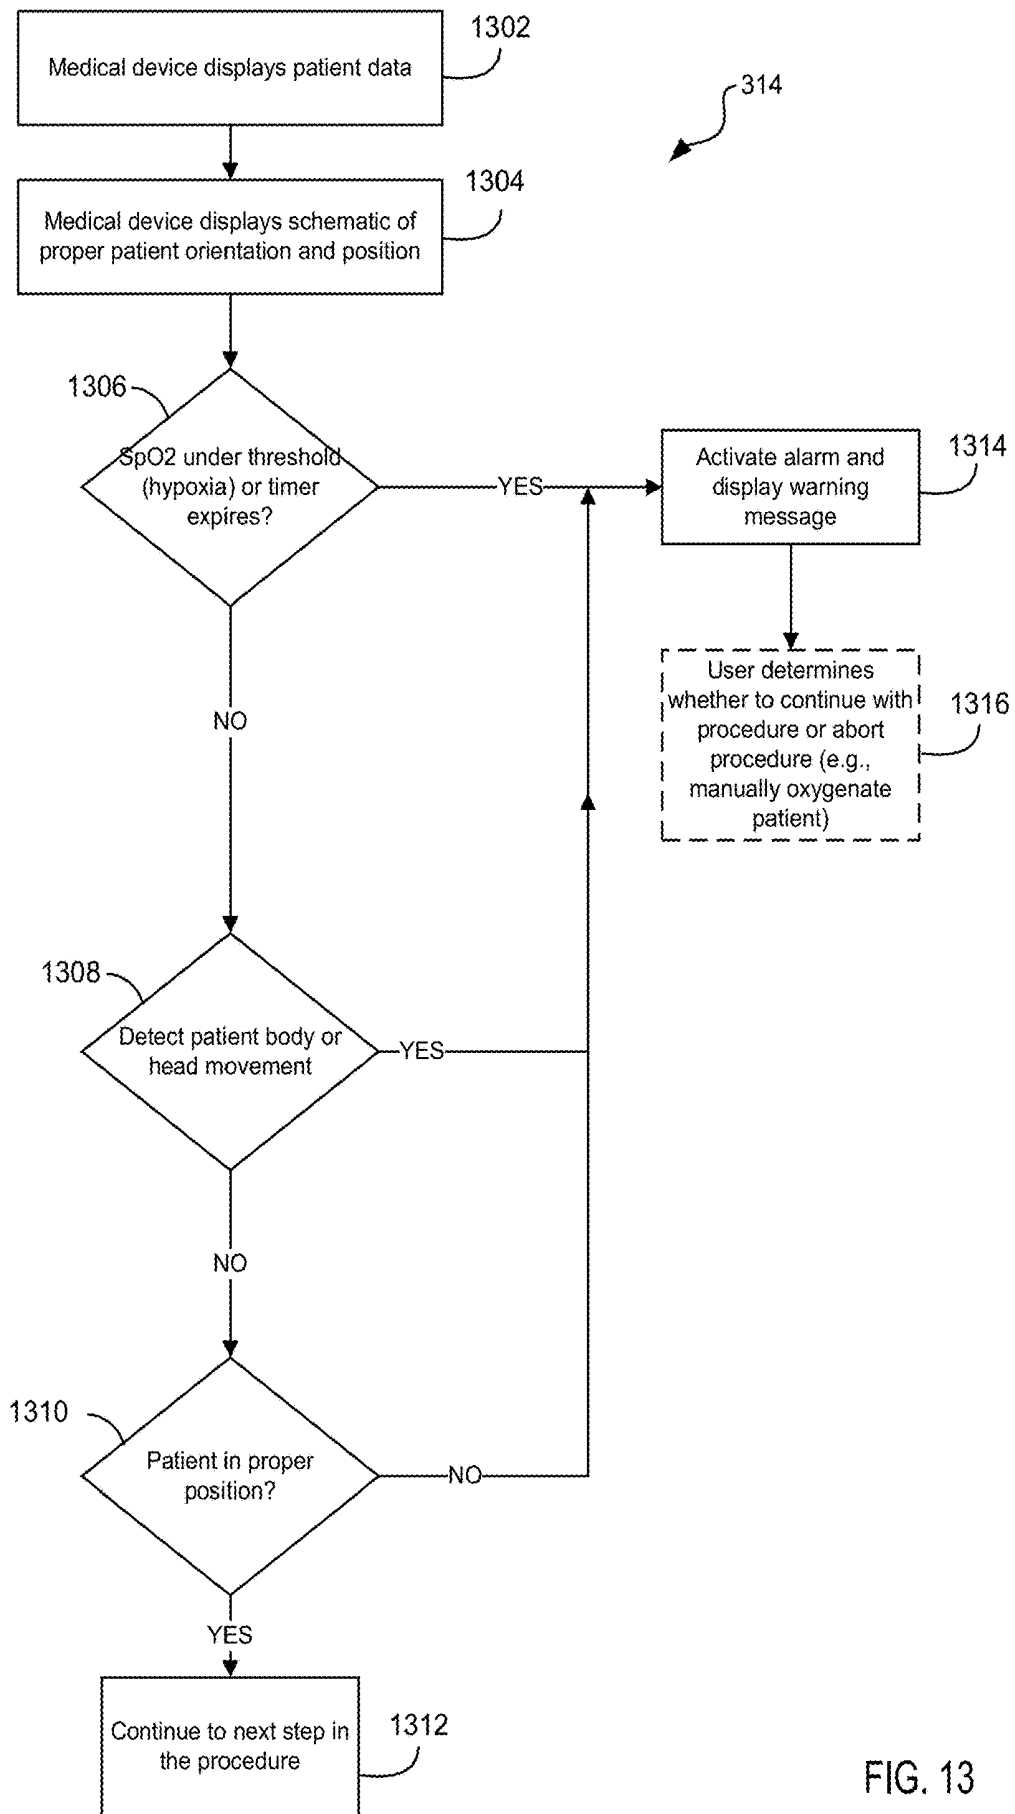 1302
Medical device displays patient data
314
1304
Medical device displays schematic of
proper patient orientation and position
1306
SpO2 under threshold
(hypoxia) or timer
expires?
YES
1314
Activate alarm and
display warning
message
1316
User determines
whether to continue with
procedure or abort
procedure (e.g.,
manually oxygenate
patient)
NO
1308
Detect patient body or
head movement
YES
NO
1310
Patient in proper
position?
NO
YES
1312
Continue to next step in
the procedure
FIG. 13